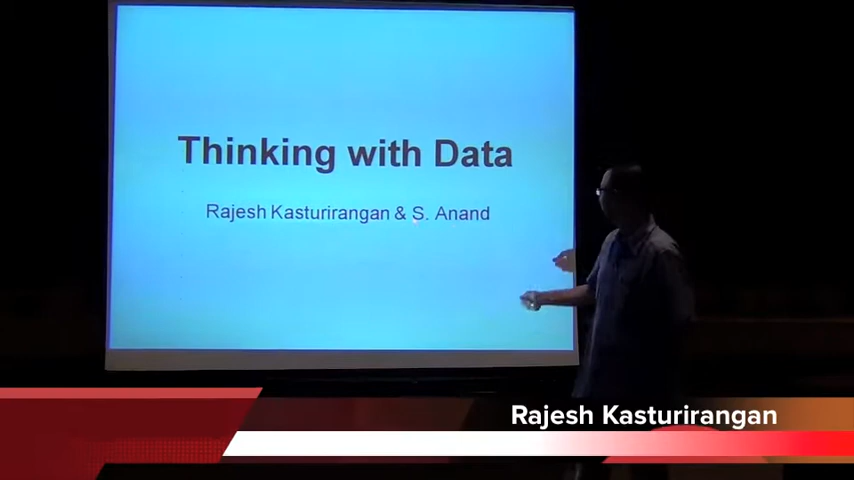 Thinking with Data
Rajesh Kasturirangan & S. Anand
Rajesh Kasturirangan